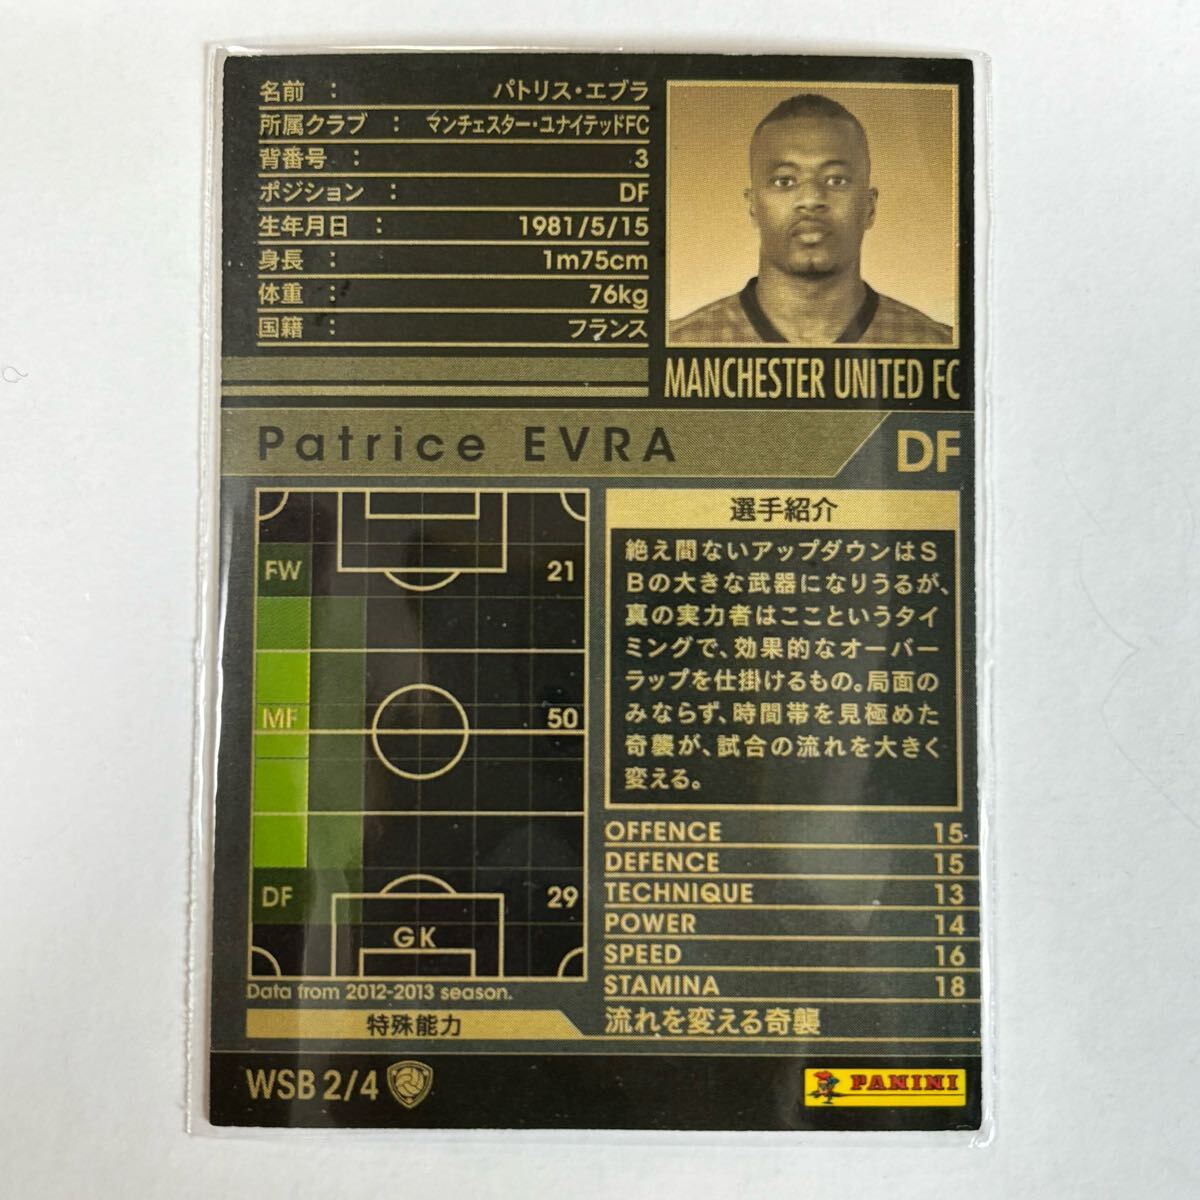 名前 : パトリス・エブラ
所属クラブ : マンチェスター・ユナイテッドFC
背番号 : 3
ポジション : DF
生年月日 : 1981/5/15
身長 : 1m75cm
体重 : 76kg
国籍 : フランス
MANCHESTER UNITED FC
Patrice EVRA DF
FW 21
MF 50
DF 29
GK
Data from 2012-2013 season.
特殊能力
選手紹介
絶え間ないアップダウンはS
Bの大きな武器になりうるが、
真の実力者はここというタイ
ミングで、効果的なオーバー
ラップを仕掛けるもの。局面の
みならず、時間帯を見極めた
奇襲が、試合の流れを大きく
変える。
OFFENCE 15
DEFENCE 15
TECHNIQUE 13
POWER 14
SPEED 16
STAMINA 18
流れを変える奇襲
WSB 2/4
PANINI